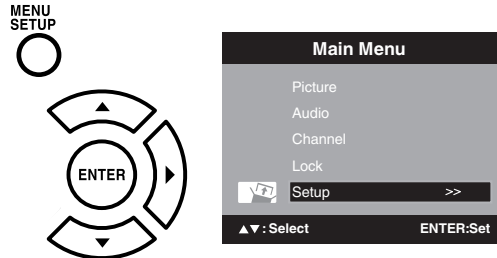 MENU
SETUP
ENTER
Main Menu
Picture
Audio
Channel
Lock
Setup >>
▲▼: Select ENTER:Set